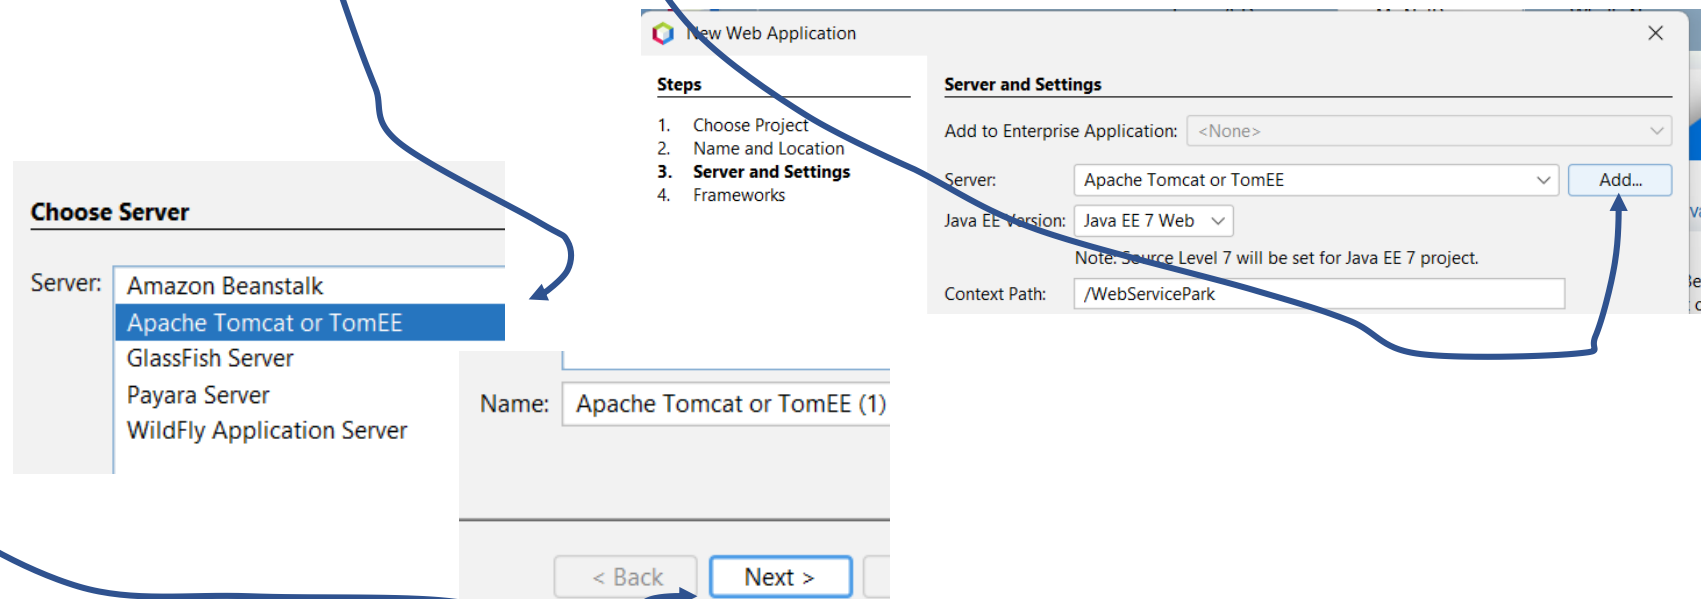 New Web Application
Steps
1. Choose Project
2. Name and Location
3. Server and Settings
4. Frameworks
Server and Settings
Add to Enterprise Application: <None>
Server: Apache Tomcat or TomEE Add...
Java EE Version: Java EE 7 Web
Note: Source Level 7 will be set for Java EE 7 project.
Context Path: /WebServicePark
Choose Server
Server: Amazon Beanstalk
Apache Tomcat or TomEE
GlassFish Server
Payara Server
WildFly Application Server
Name: Apache Tomcat or TomEE (1)
< Back Next >